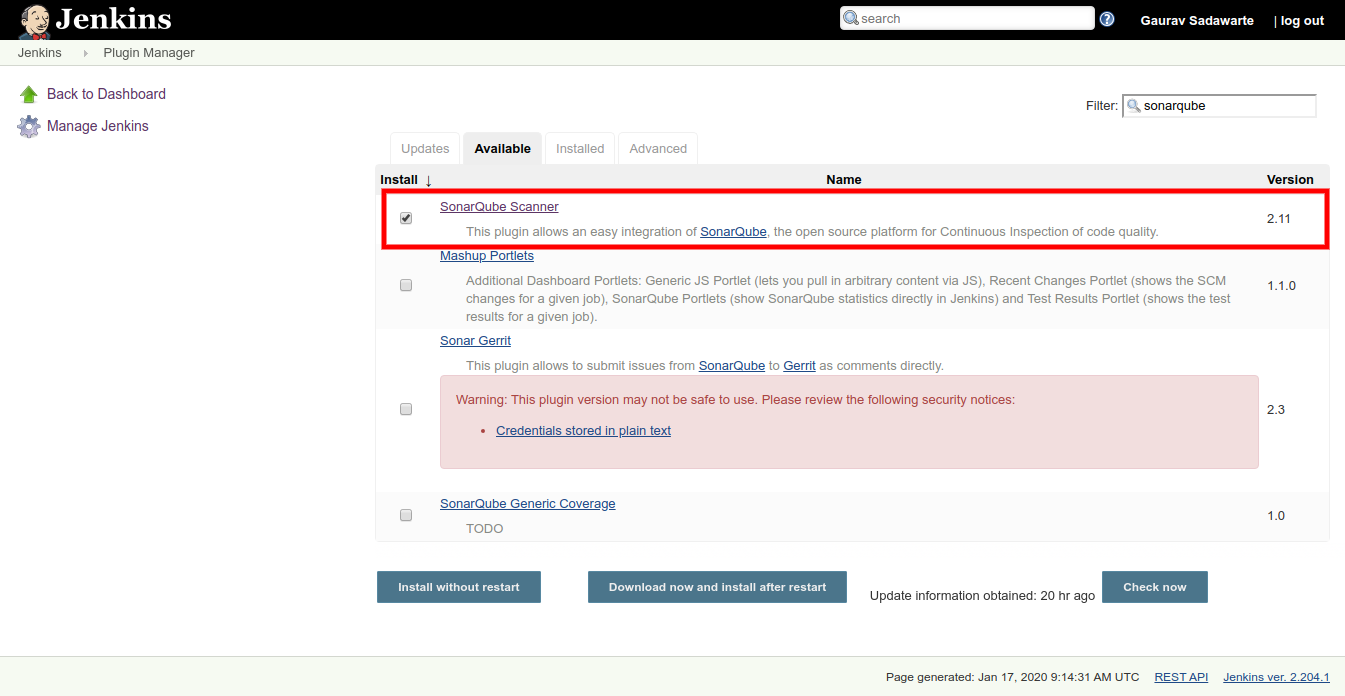 Jenkins
search
?
Gaurav Sadawarte
| log out
Jenkins
Plugin Manager
Back to Dashboard
Manage Jenkins
Filter:
sonarqube
Updates
Available
Installed
Advanced
Install ↓
Name
Version
SonarQube Scanner
This plugin allows an easy integration of SonarQube, the open source platform for Continuous Inspection of code quality.
2.11
Mashup Portlets
Additional Dashboard Portlets: Generic JS Portlet (lets you pull in arbitrary content via JS), Recent Changes Portlet (shows the SCM
changes for a given job), SonarQube Portlets (show SonarQube statistics directly in Jenkins) and Test Results Portlet (shows the test
results for a given job).
1.1.0
Sonar Gerrit
This plugin allows to submit issues from SonarQube to Gerrit as comments directly.
Warning: This plugin version may not be safe to use. Please review the following security notices:
• Credentials stored in plain text
2.3
SonarQube Generic Coverage
TODO
1.0
Install without restart
Download now and install after restart
Update information obtained: 20 hr ago
Check now
Page generated: Jan 17, 2020 9:14:31 AM UTC
REST API
Jenkins ver. 2.204.1